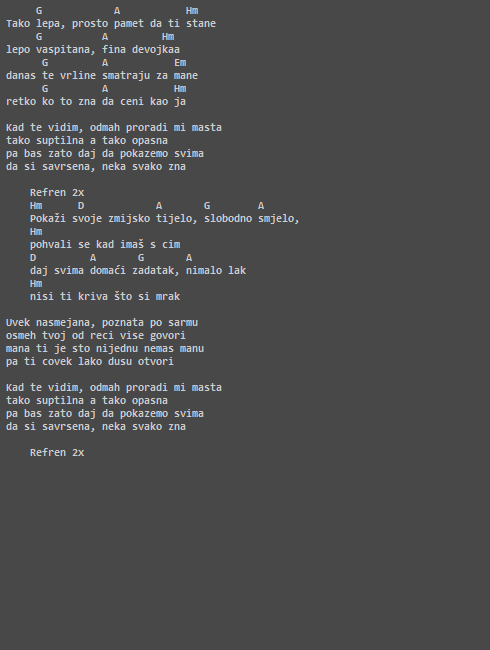 G A Hm
Tako lepa, prosto pamet da ti stane
G A Hm
lepo vaspitana, fina devojkaa
G A Em
danas te vrline smatraju za mane
G A Hm
retko ko to zna da ceni kao ja
Kad te vidim, odmah proradi mi masta
tako suptilna a tako opasna
pa bas zato daj da pokazemo svima
da si savrsena, neka svako zna
Refren 2x
Hm D A G A
Pokaži svoje zmijsko tijelo, slobodno smjelo,
Hm
pohvali se kad imaš s cim
D A G A
daj svima domaći zadatak, nimalo lak
Hm
nisi ti kriva što si mrak
Uvek nasmejana, poznata po sarmu
osmeh tvoj od reci vise govori
mana ti je sto nijednu nemas manu
pa ti covek lako dusu otvori
Kad te vidim, odmah proradi mi masta
tako suptilna a tako opasna
pa bas zato daj da pokazemo svima
da si savrsena, neka svako zna
Refren 2x